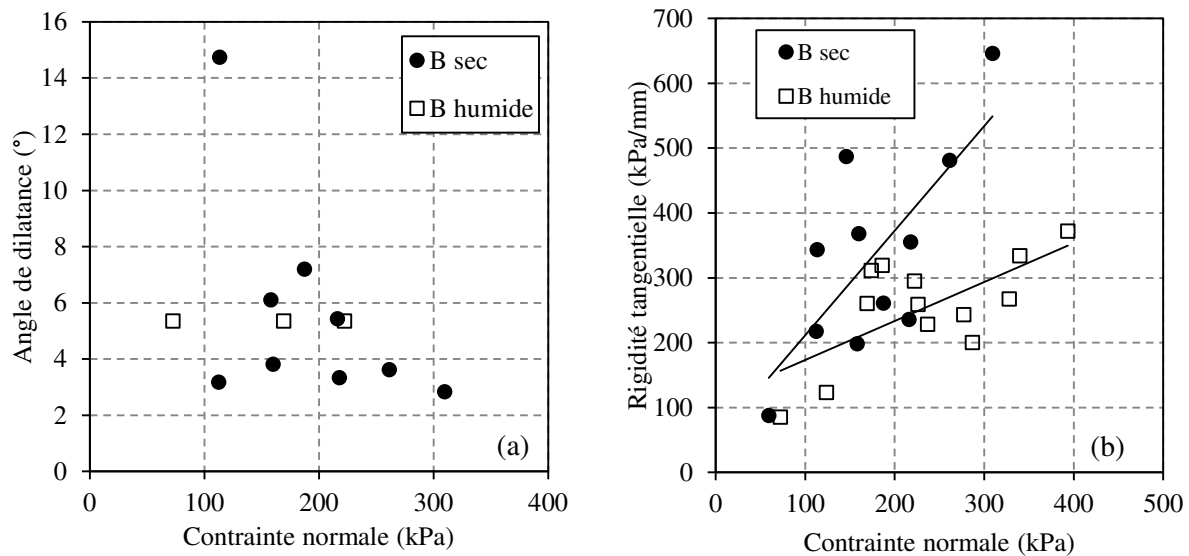 16
14
12
10
8
6
4
2
0
Angle de dilatance (°)
B sec
B humide
(a)
0 100 200 300 400
Contrainte normale (kPa)
700
600
500
400
300
200
100
0
Rigidité tangentielle (kPa/mm)
B sec
B humide
(b)
0 100 200 300 400 500
Contrainte normale (kPa)